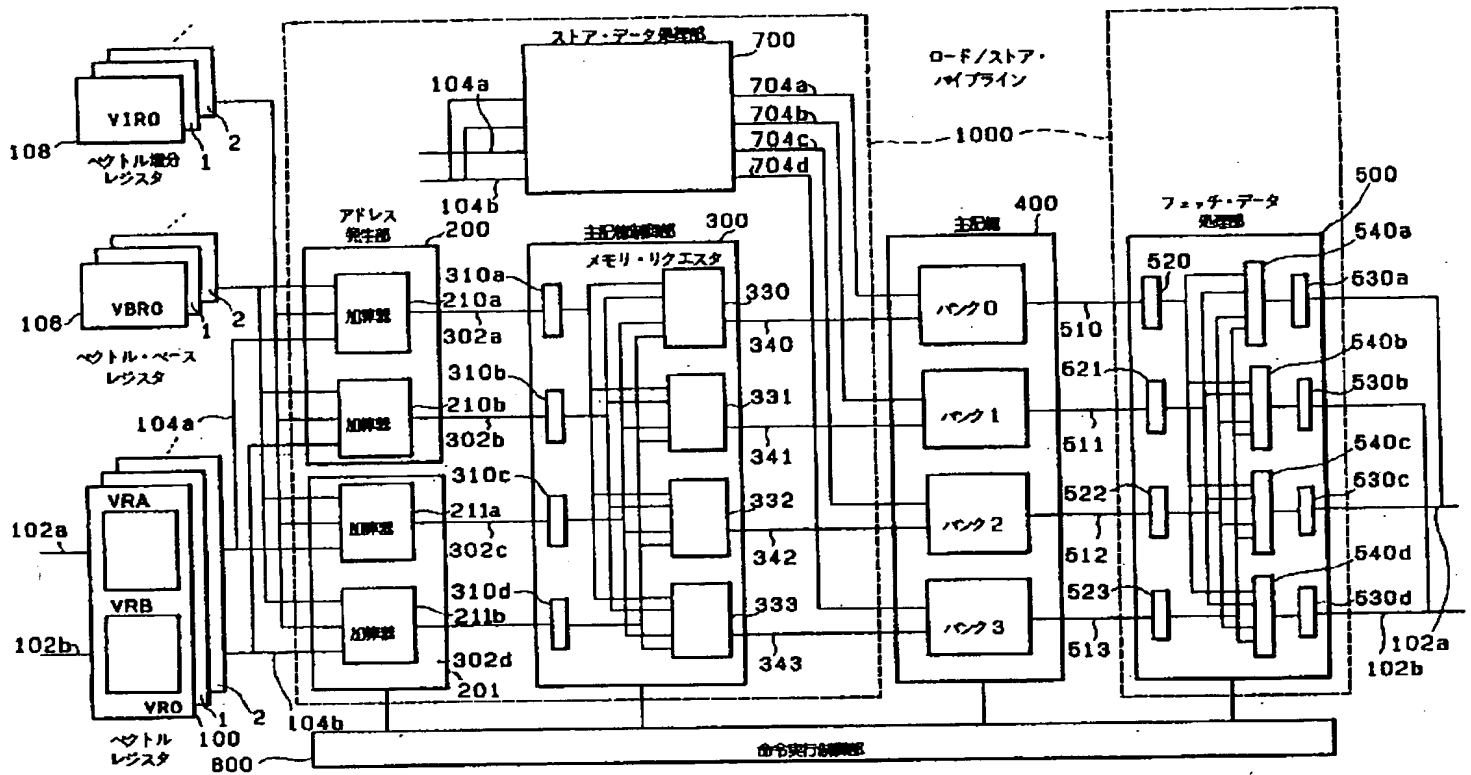 ストア・データ処理部
700
ロード/ストア・
パイプライン
104a
704a
704b
704c
704d
1000
104b
VIR0
1
2
108
ベクトル増分
レジスタ
アドレス
発生部
200
主記憶制御部
300
メモリ・リクエスタ
主記憶
400
フェッチ・データ
処理部
500
540a
VBR0
1
2
108
ベクトル・ベース
レジスタ
加算器
210a
302a
310a
330
340
バンク0
510
520
530a
加算器
210b
302b
310b
331
341
バンク1
511
521
540b
530b
104a
加算器
211a
302c
310c
332
342
バンク2
512
522
540c
530c
加算器
211b
302d
201
310d
333
343
バンク3
513
523
540d
530d
102a
102b
102a
VRA
VRB
102b
VR0
1
2
100
104b
ベクトル
レジスタ
800
命令実行制御部